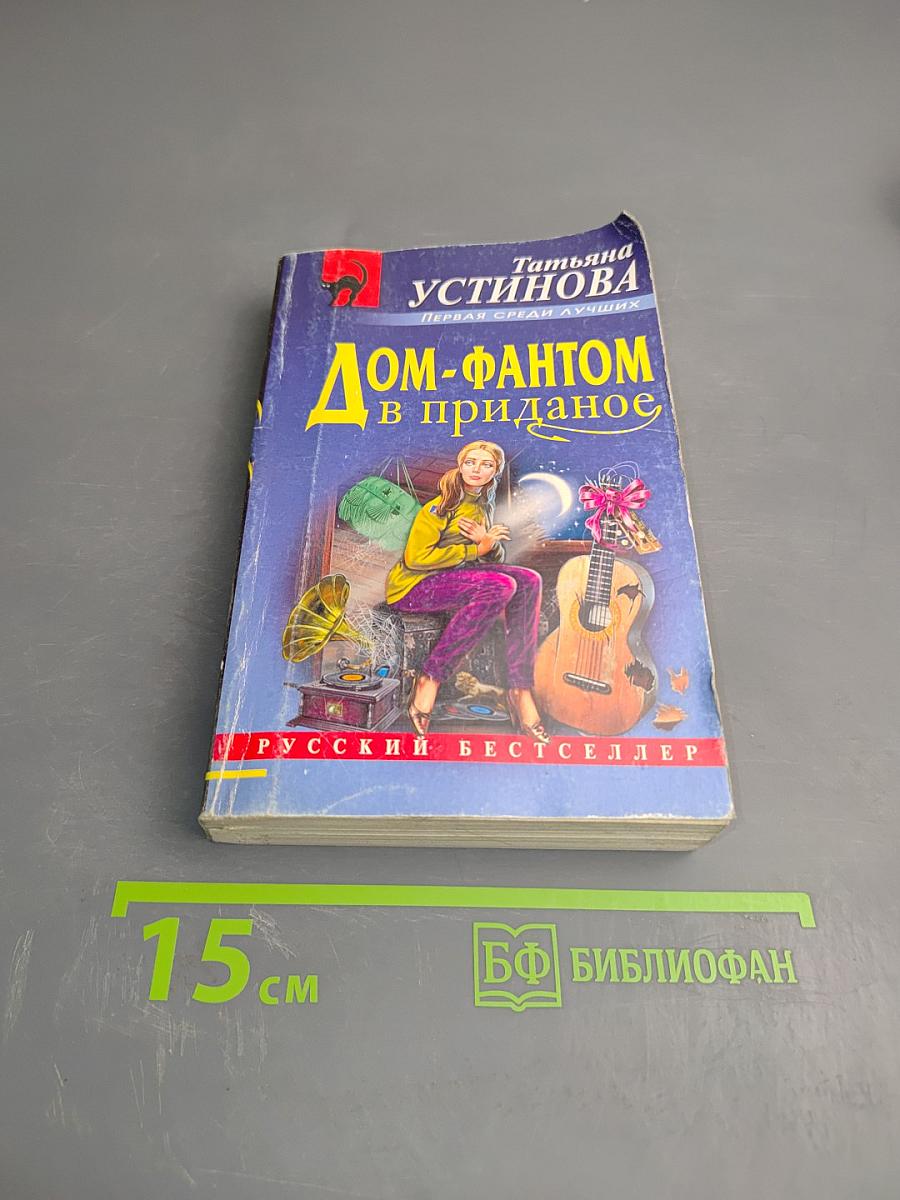 Татьяна
УСТИНОВА
ПЕРВАЯ СРЕДИ ЛУЧШИХ
ДОМ-ФАНТОМ
в приданое
РУССКИЙ БЕСТСЕЛЛЕР
15 см
БФ БИБЛИОФАН